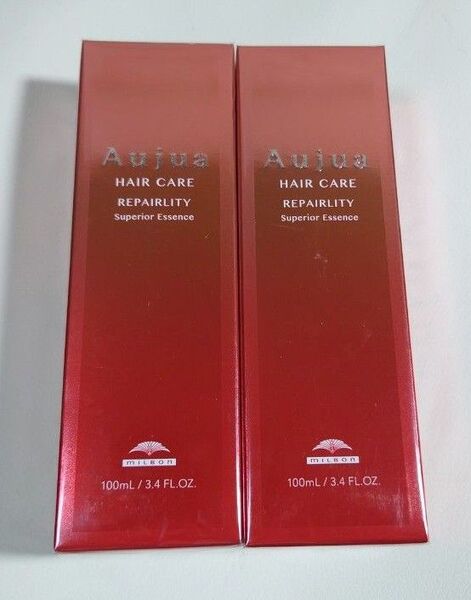 Aujua
HAIR CARE
REPAIRLITY
Superior Essence
MILBON
100mL / 3.4 FL.OZ.
Aujua
HAIR CARE
REPAIRLITY
Superior Essence
MILBON
100mL / 3.4 FL.OZ.